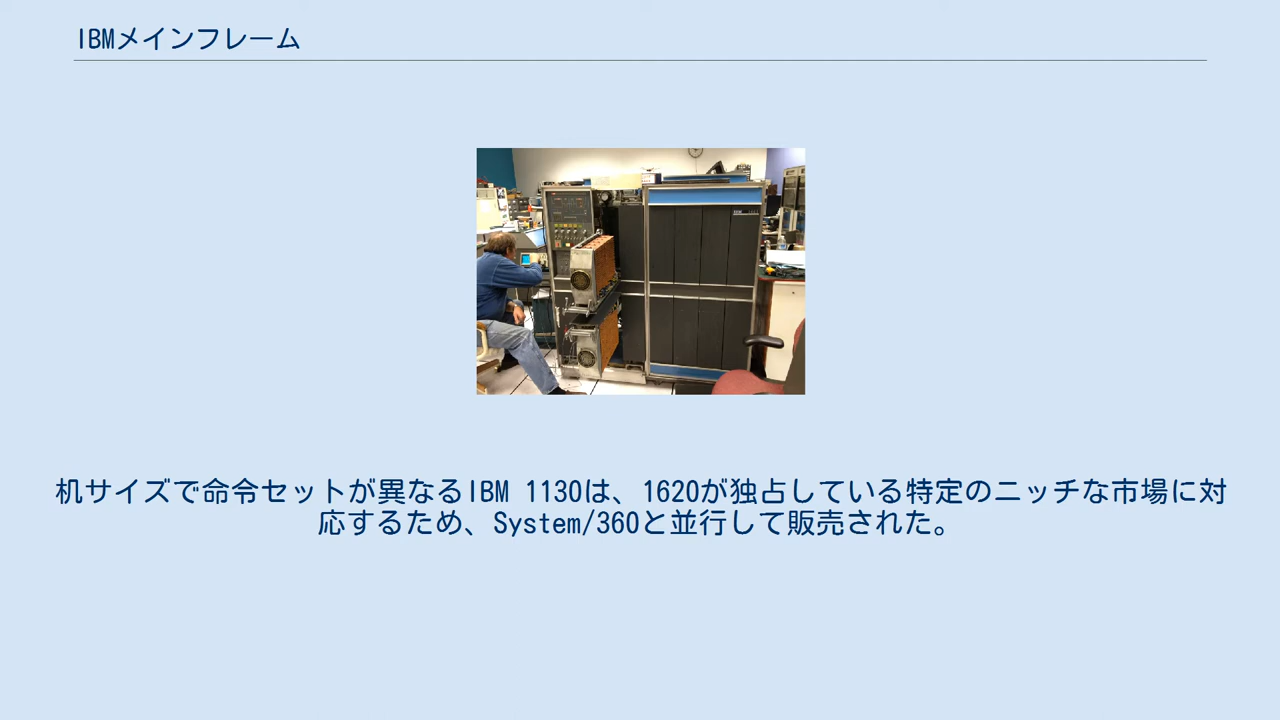 IBMメインフレーム
机サイズで命令セットが異なるIBM 1130は、1620が独占している特定のニッチな市場に対
応するため、System/360と並行して販売された。